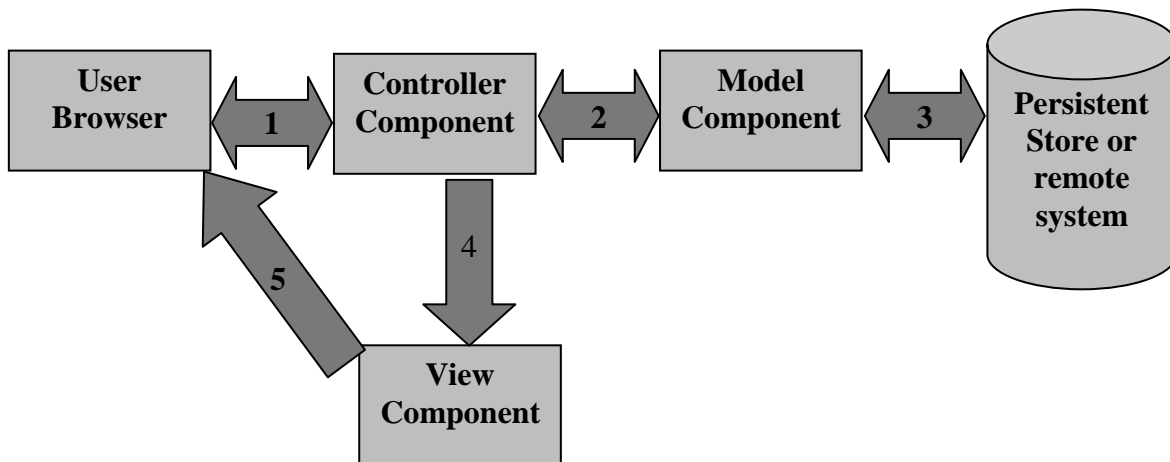 User
Browser
1
Controller
Component
2
Model
Component
3
Persistent
Store or
remote
system
4
5
View
Component